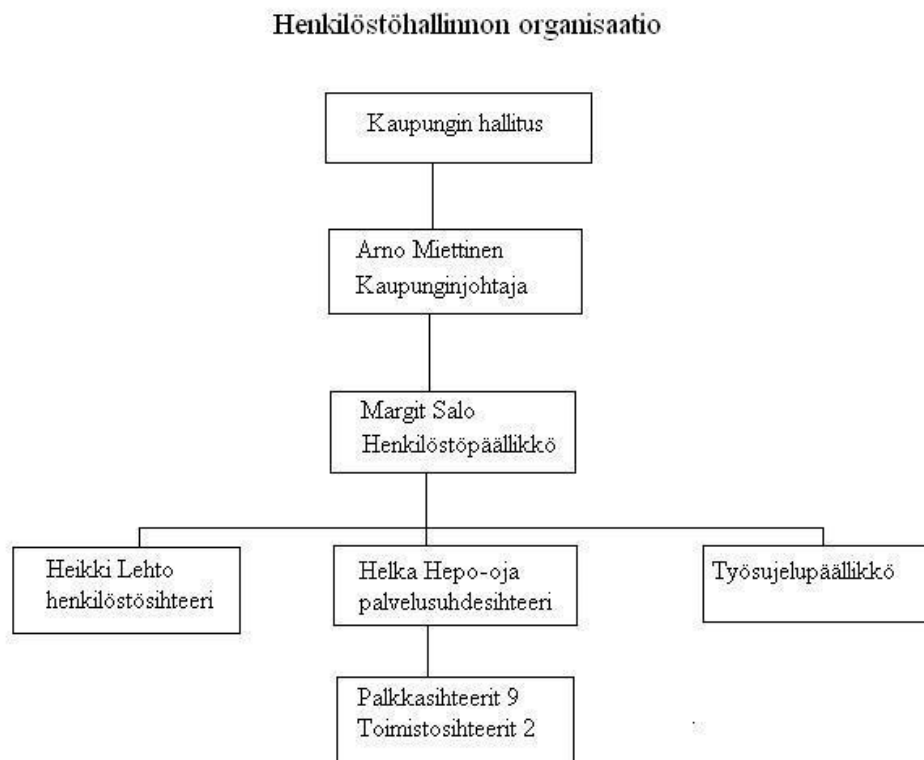 Henkilöstöhallinnon organisaatio
Kaupungin hallitus
Arno Miettinen
Kaupunginjohtaja
Margit Salo
Henkilöstöpäällikkö
Heikki Lehto
henkilöstösihteeri
Helka Hepo-oja
palvelusuhdesihteeri
Työsujelupäällikkö
Palkkasihteerit 9
Toimistosihteerit 2